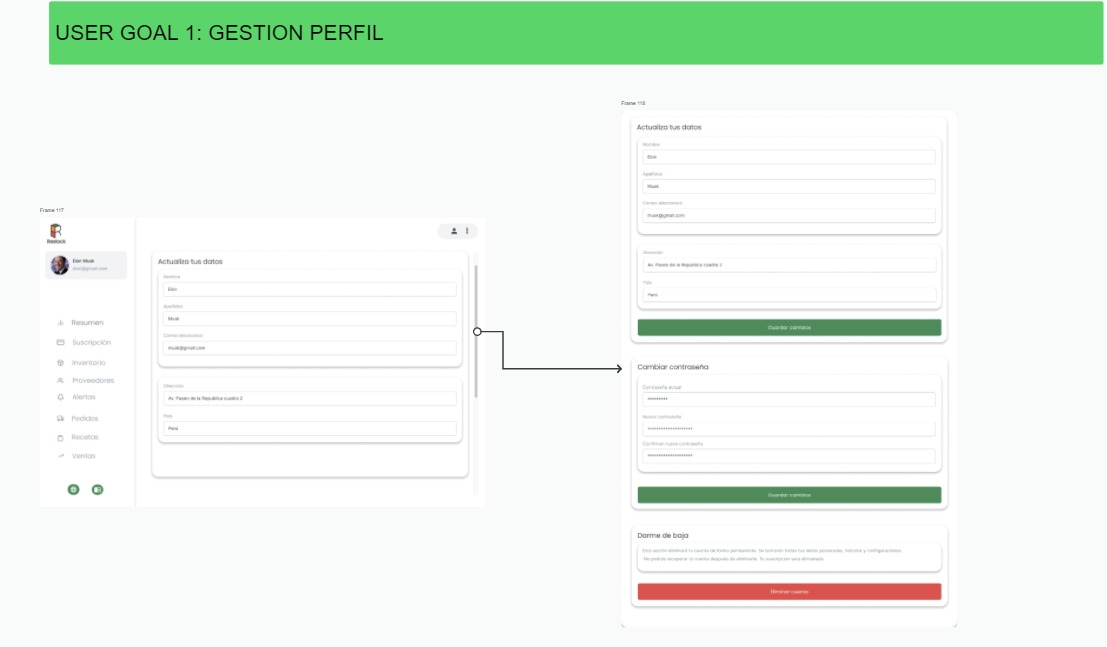 USER GOAL 1: GESTION PERFIL
Frame 117
Restock
Elon Musk
elon@gmail.com
Resumen
Suscripción
Inventario
Proveedores
Alertas
Pedidos
Recetas
Ventas
Actualiza tus datos
Nombre
Elon
Apellidos
Musk
Correo electronico
musk@gmail.com
Dirección
Av. Paseo de la Republica cuadra 2
País
Perú
Frame 118
Actualiza tus datos
Nombre
Elon
Apellidos
Musk
Correo electronico
musk@gmail.com
Dirección
Av. Paseo de la Republica cuadra 2
País
Perú
Guardar cambios
Cambiar contraseña
Contraseña actual
*********
Nueva contraseña
******************
Confirmar nueva contraseña
******************
Guardar cambios
Darme de baja
Esta acción eliminará tu cuenta de forma permanente. Se borrarán todos tus datos personales, historial y configuraciones.
No podrás recuperar la cuenta después de eliminarla. Tu suscripción será eliminada
Eliminar cuenta